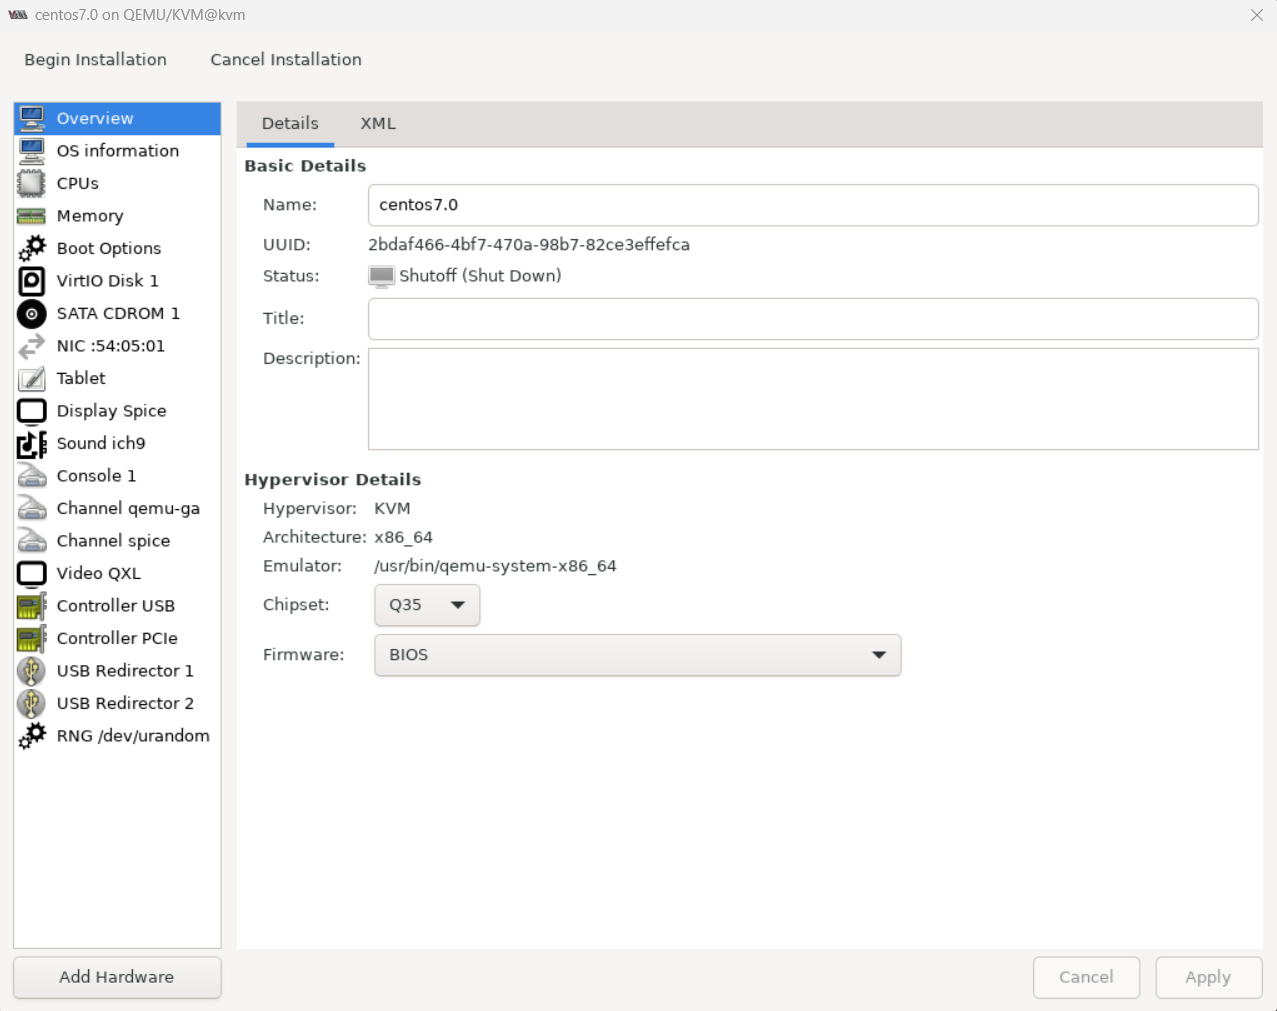 centos7.0 on QEMU/KVM@kvm
Begin Installation Cancel Installation
Overview
OS information
CPUs
Memory
Boot Options
VirtIO Disk 1
SATA CDROM 1
NIC :54:05:01
Tablet
Display Spice
Sound ich9
Console 1
Channel qemu-ga
Channel spice
Video QXL
Controller USB
Controller PCIe
USB Redirector 1
USB Redirector 2
RNG /dev/urandom
Add Hardware
Details XML
Basic Details
Name: centos7.0
UUID: 2bdaf466-4bf7-470a-98b7-82ce3effefca
Status: Shutoff (Shut Down)
Title:
Description:
Hypervisor Details
Hypervisor: KVM
Architecture: x86_64
Emulator: /usr/bin/qemu-system-x86_64
Chipset: Q35
Firmware: BIOS
Cancel Apply